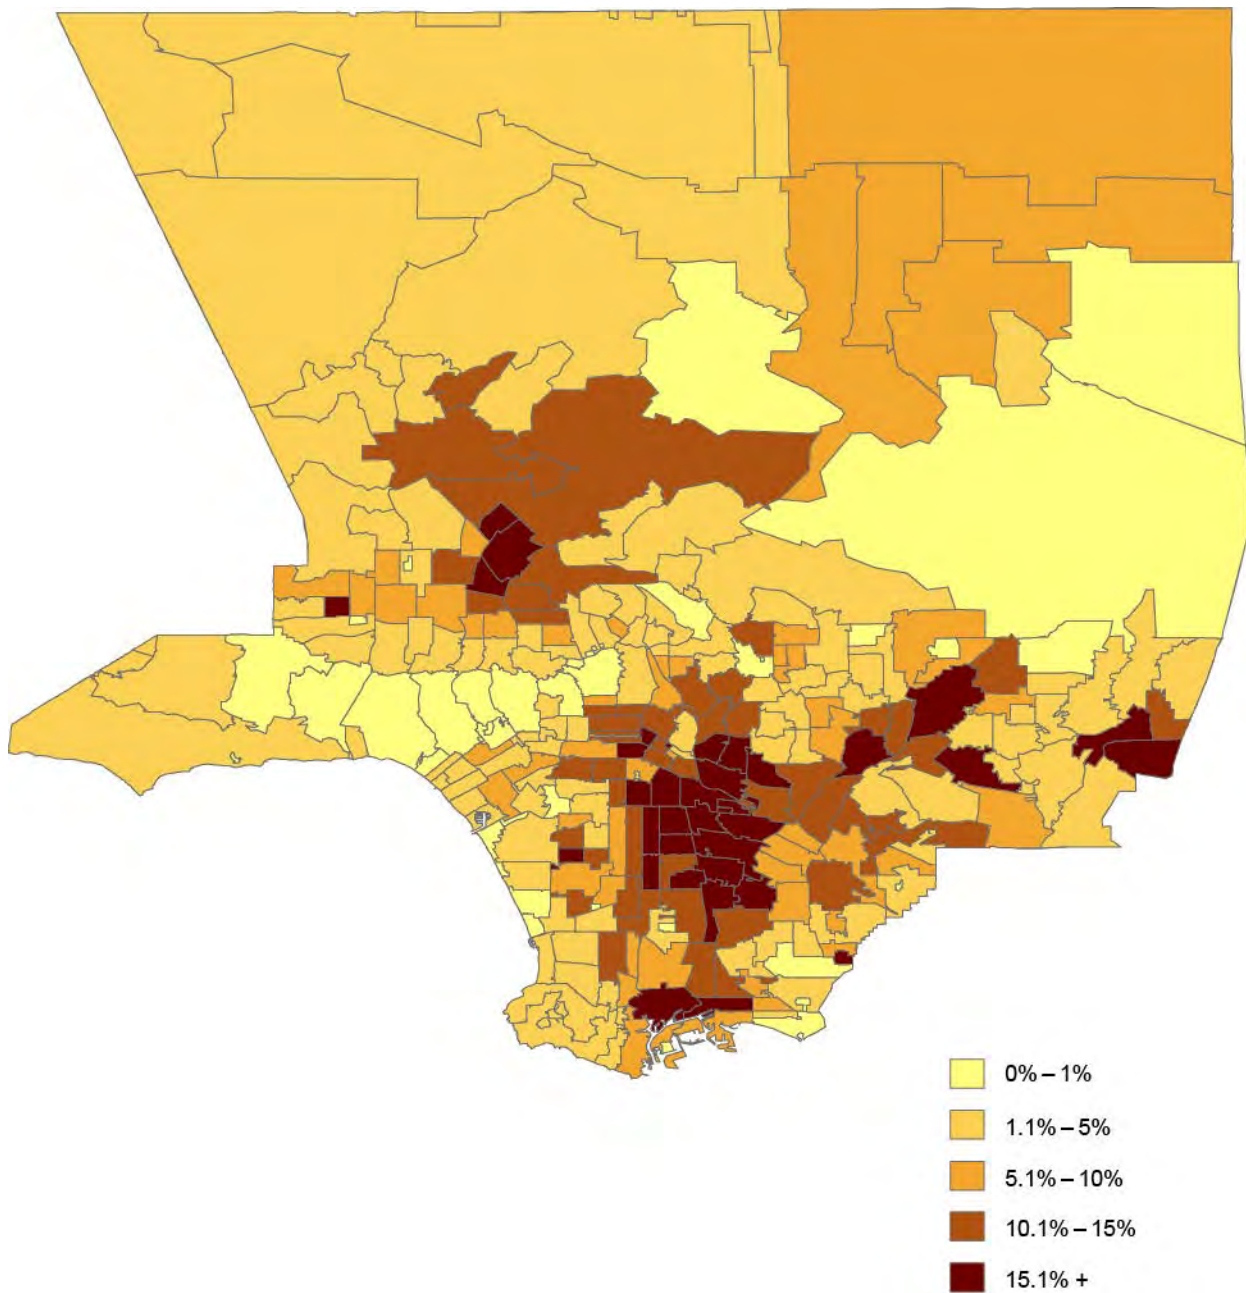 0% – 1%
1.1% – 5%
5.1% – 10%
10.1% – 15%
15.1% +